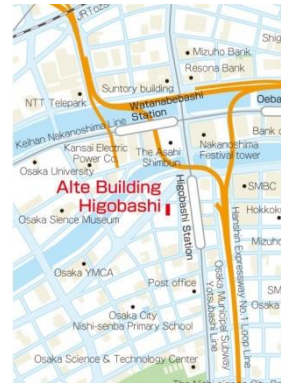 JRTozs
Shig
Mizuho Bank
Resona Bank
Suntory building
NTT Telepark
Watanabebashi
Station
Oeba
Keihan Nakanoshima Line
Bank o
Kansai Electric
Power Co.
The Asahi
Shimbun
Nakanoshima
Festival tower
Osaka University
SMBC
Alte Building
Higobashi
Higobashi Station
Hokko
Osaka Sience Museum
Mizuho
Hanshin Expressway No.1 Loop Line
Osaka Municipal Subway
Yotsubashi Line
Osaka YMCA
Post office
SM
Osaka
Osaka City
Nishi-senba Primary School
Osaka Science & Technology Center